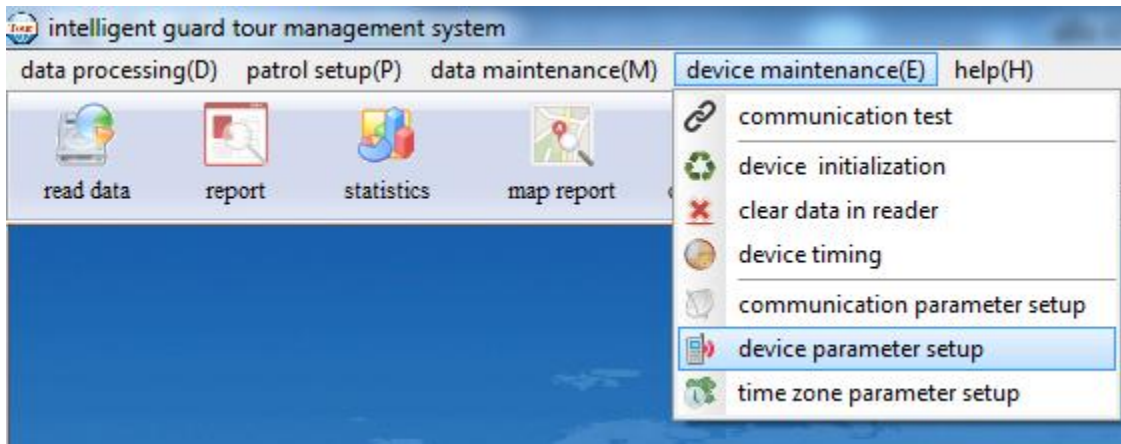 intelligent guard tour management system
data processing(D) patrol setup(P) data maintenance(M) device maintenance(E) help(H)
read data report statistics map report
communication test
device initialization
clear data in reader
device timing
communication parameter setup
device parameter setup
time zone parameter setup